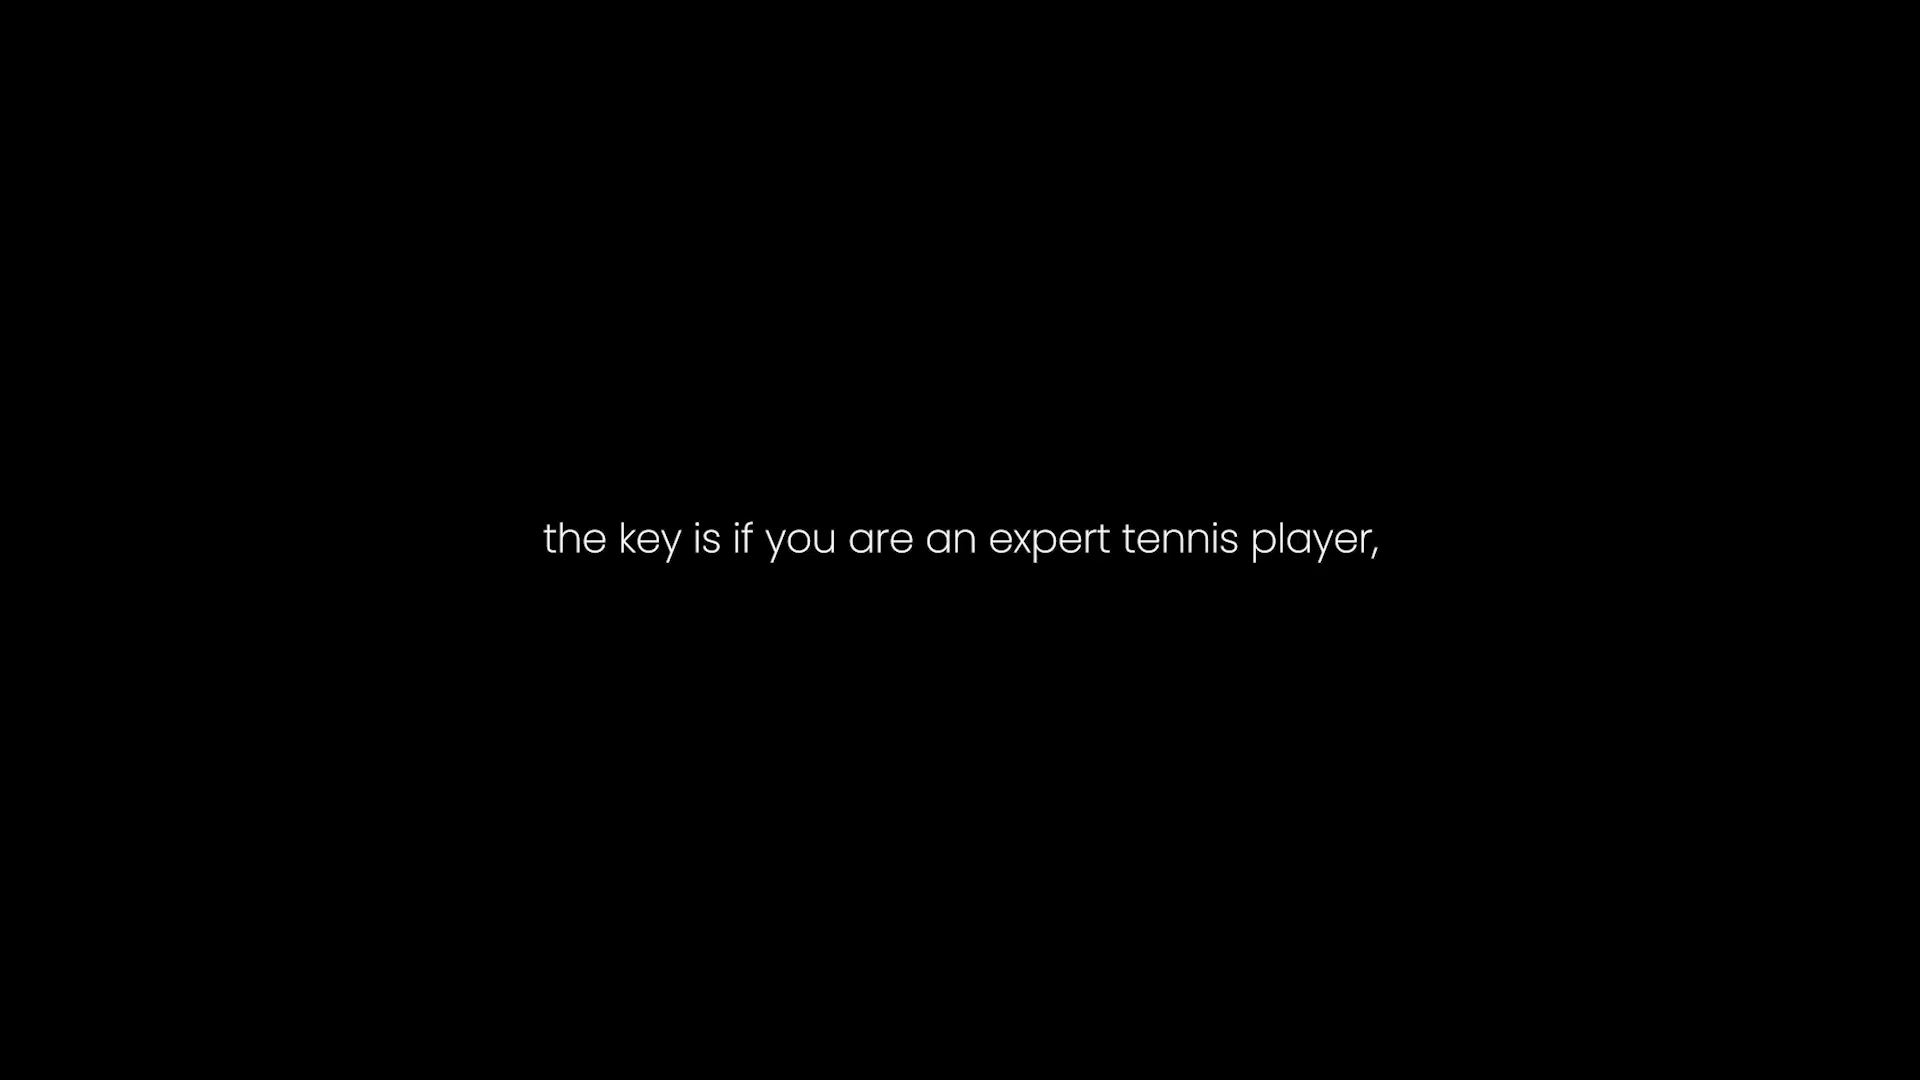 the key is if you are an expert tennis player,